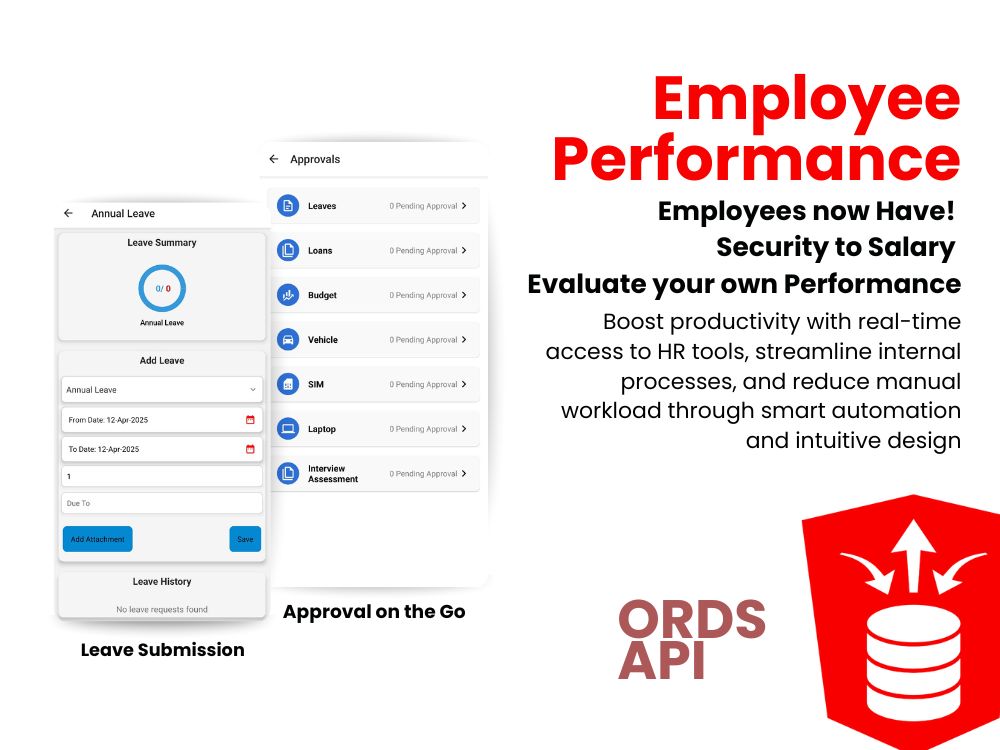 Employee
Performance
Employees now Have!
Security to Salary
Evaluate your own Performance
Boost productivity with real-time
access to HR tools, streamline internal
processes, and reduce manual
workload through smart automation
and intuitive design
Annual Leave
Leave Summary
0/ 0
Annual Leave
Add Leave
Annual Leave
From Date: 12-Apr-2025
To Date: 12-Apr-2025
1
Due To
Add Attachment
Save
Leave History
No leave requests found
Leave Submission
Approvals
Leaves 0 Pending Approval
Loans 0 Pending Approval
Budget 0 Pending Approval
Vehicle 0 Pending Approval
SIM 0 Pending Approval
Laptop 0 Pending Approval
Interview
Assessment 0 Pending Approval
Approval on the Go
ORDS
API